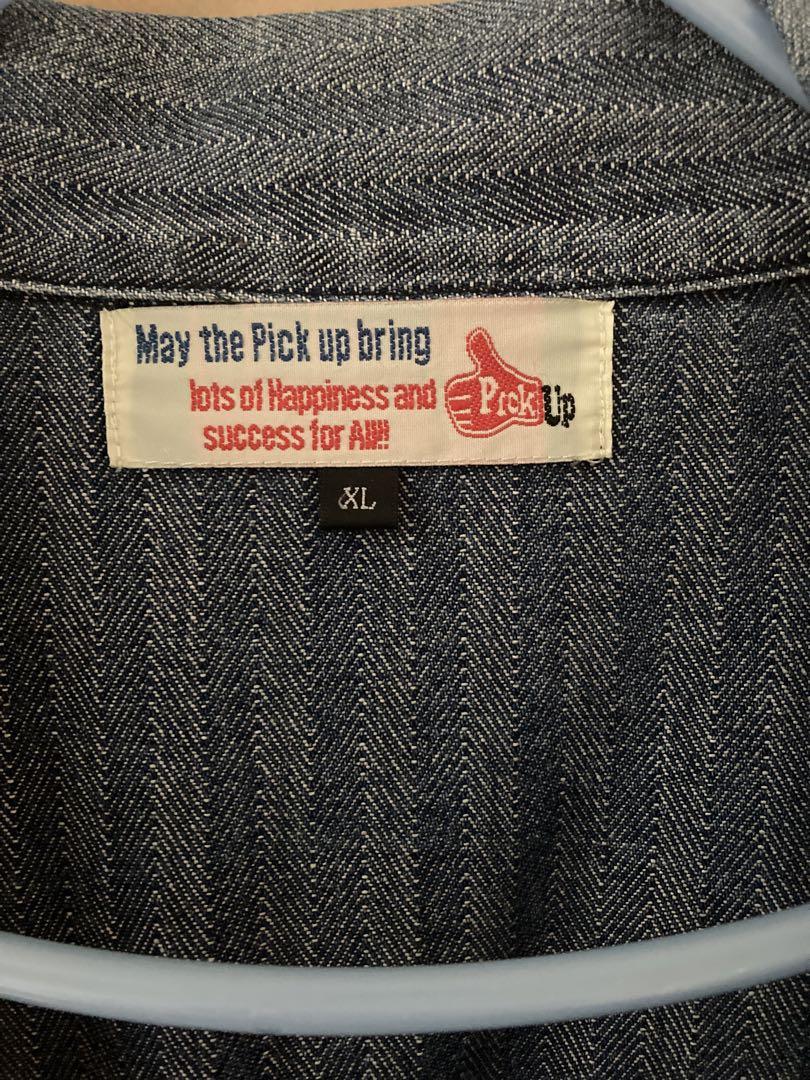 May the Pick up bring
lots of Happiness and
success for All!!!
Pick Up
XL